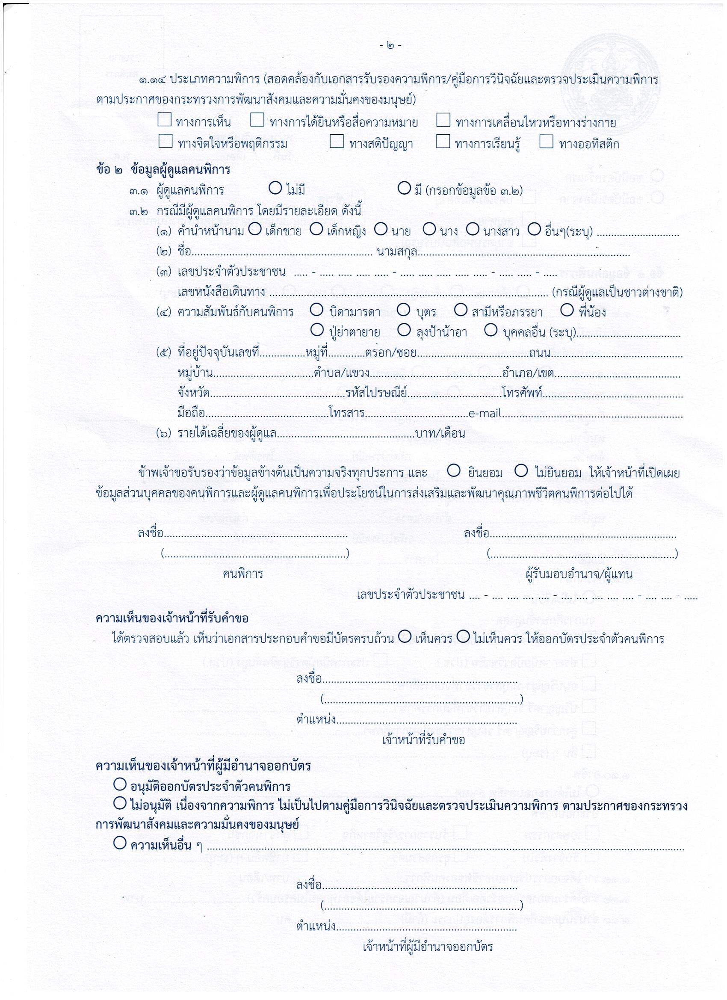 - ๒ -
๑.๑๔ ประเภทความพิการ (สอดคล้องกับเอกสารรับรองความพิการ/คู่มือการวินิจฉัยและตรวจประเมินความพิการ
ตามประกาศของกระทรวงการพัฒนาสังคมและความมั่นคงของมนุษย์)
ทางการเห็น ทางการได้ยินหรือสื่อความหมาย ทางการเคลื่อนไหวหรือทางร่างกาย
ทางจิตใจหรือพฤติกรรม ทางสติปัญญา ทางการเรียนรู้ ทางออทิสติก
ข้อ ๒ ข้อมูลผู้ดูแลคนพิการ
๓.๑ ผู้ดูแลคนพิการ ไม่มี มี (กรอกข้อมูลข้อ ๓.๒)
๓.๒ กรณีมีผู้ดูแลคนพิการ โดยมีรายละเอียด ดังนี้
(๑) คำนำหน้านาม เด็กชาย เด็กหญิง นาย นาง นางสาว อื่นๆ(ระบุ) ............................
(๒) ชื่อ.............................................................. นามสกุล.........................................................................
(๓) เลขประจำตัวประชาชน ..... - ..... ..... ..... ..... - ..... ..... ..... ..... ..... - ..... ..... - .....
เลขหนังสือเดินทาง ................................................................................................ (กรณีผู้ดูแลเป็นชาวต่างชาติ)
(๔) ความสัมพันธ์กับคนพิการ บิดามารดา บุตร สามีหรือภรรยา พี่น้อง
ปู่ย่าตายาย ลุงป้าน้าอา บุคคลอื่น (ระบุ)....................................
(๕) ที่อยู่ปัจจุบันเลขที่................หมู่ที่.............ตรอก/ซอย.......................................ถนน..............................................
หมู่บ้าน...................................ตำบล/แขวง..............................................อำเภอ/เขต............................................
จังหวัด...............................................รหัสไปรษณีย์.................................โทรศัพท์.................................................
มือถือ...........................................โทรสาร....................................e-mail...............................................................
(๖) รายได้เฉลี่ยของผู้ดูแล................................................บาท/เดือน
ข้าพเจ้าขอรับรองว่าข้อมูลข้างต้นเป็นความจริงทุกประการ และ ยินยอม ไม่ยินยอม ให้เจ้าหน้าที่เปิดเผย
ข้อมูลส่วนบุคคลของคนพิการและผู้ดูแลคนพิการเพื่อประโยชน์ในการส่งเสริมและพัฒนาคุณภาพชีวิตคนพิการต่อไปได้
ลงชื่อ................................................................ ลงชื่อ.................................................................
(...............................................................) (................................................................)
คนพิการ ผู้รับมอบอำนาจ/ผู้แทน
เลขประจำตัวประชาชน .... - .... .... .... .... - .... .... .... .... .... - .... .... - .....
ความเห็นของเจ้าหน้าที่รับคำขอ
ได้ตรวจสอบแล้ว เห็นว่าเอกสารประกอบคำขอมีบัตรครบถ้วน เห็นควร ไม่เห็นควร ให้ออกบัตรประจำตัวคนพิการ
ลงชื่อ....................................................................
(....................................................................)
ตำแหน่ง...............................................................
เจ้าหน้าที่รับคำขอ
ความเห็นของเจ้าหน้าที่ผู้มีอำนาจออกบัตร
อนุมัติออกบัตรประจำตัวคนพิการ
ไม่อนุมัติ เนื่องจากความพิการ ไม่เป็นไปตามคู่มือการวินิจฉัยและตรวจประเมินความพิการ ตามประกาศของกระทรวง
การพัฒนาสังคมและความมั่นคงของมนุษย์
ความเห็นอื่น ๆ ......................................................................................................................................................................
ลงชื่อ....................................................................
(....................................................................)
ตำแหน่ง...............................................................
เจ้าหน้าที่ผู้มีอำนาจออกบัตร